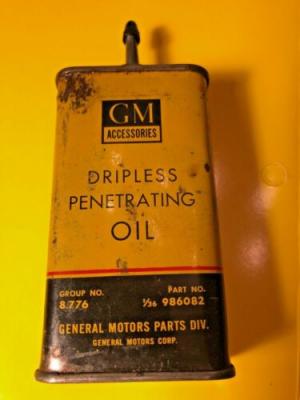 GM
ACCESSORIES
DRIPLESS
PENETRATING
OIL
GROUP NO. PART NO.
8.776 1/36 986082
GENERAL MOTORS PARTS DIV.
GENERAL MOTORS CORP.